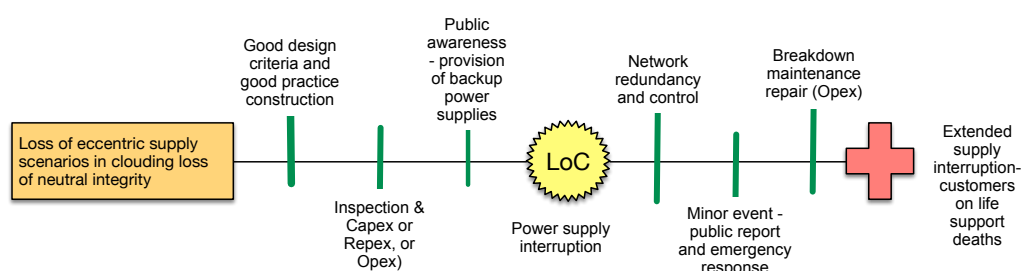 Loss of eccentric supply
scenarios in clouding loss
of neutral integrity
Good design
criteria and
good practice
construction
Inspection &
Capex or
Repex, or
Opex)
Public
awareness
- provision
of backup
power
supplies
LoC
Power supply
interruption
Network
redundancy
and control
Minor event -
public report
and emergency
response
Breakdown
maintenance
repair (Opex)
Extended
supply
interruption-
customers
on life
support
deaths